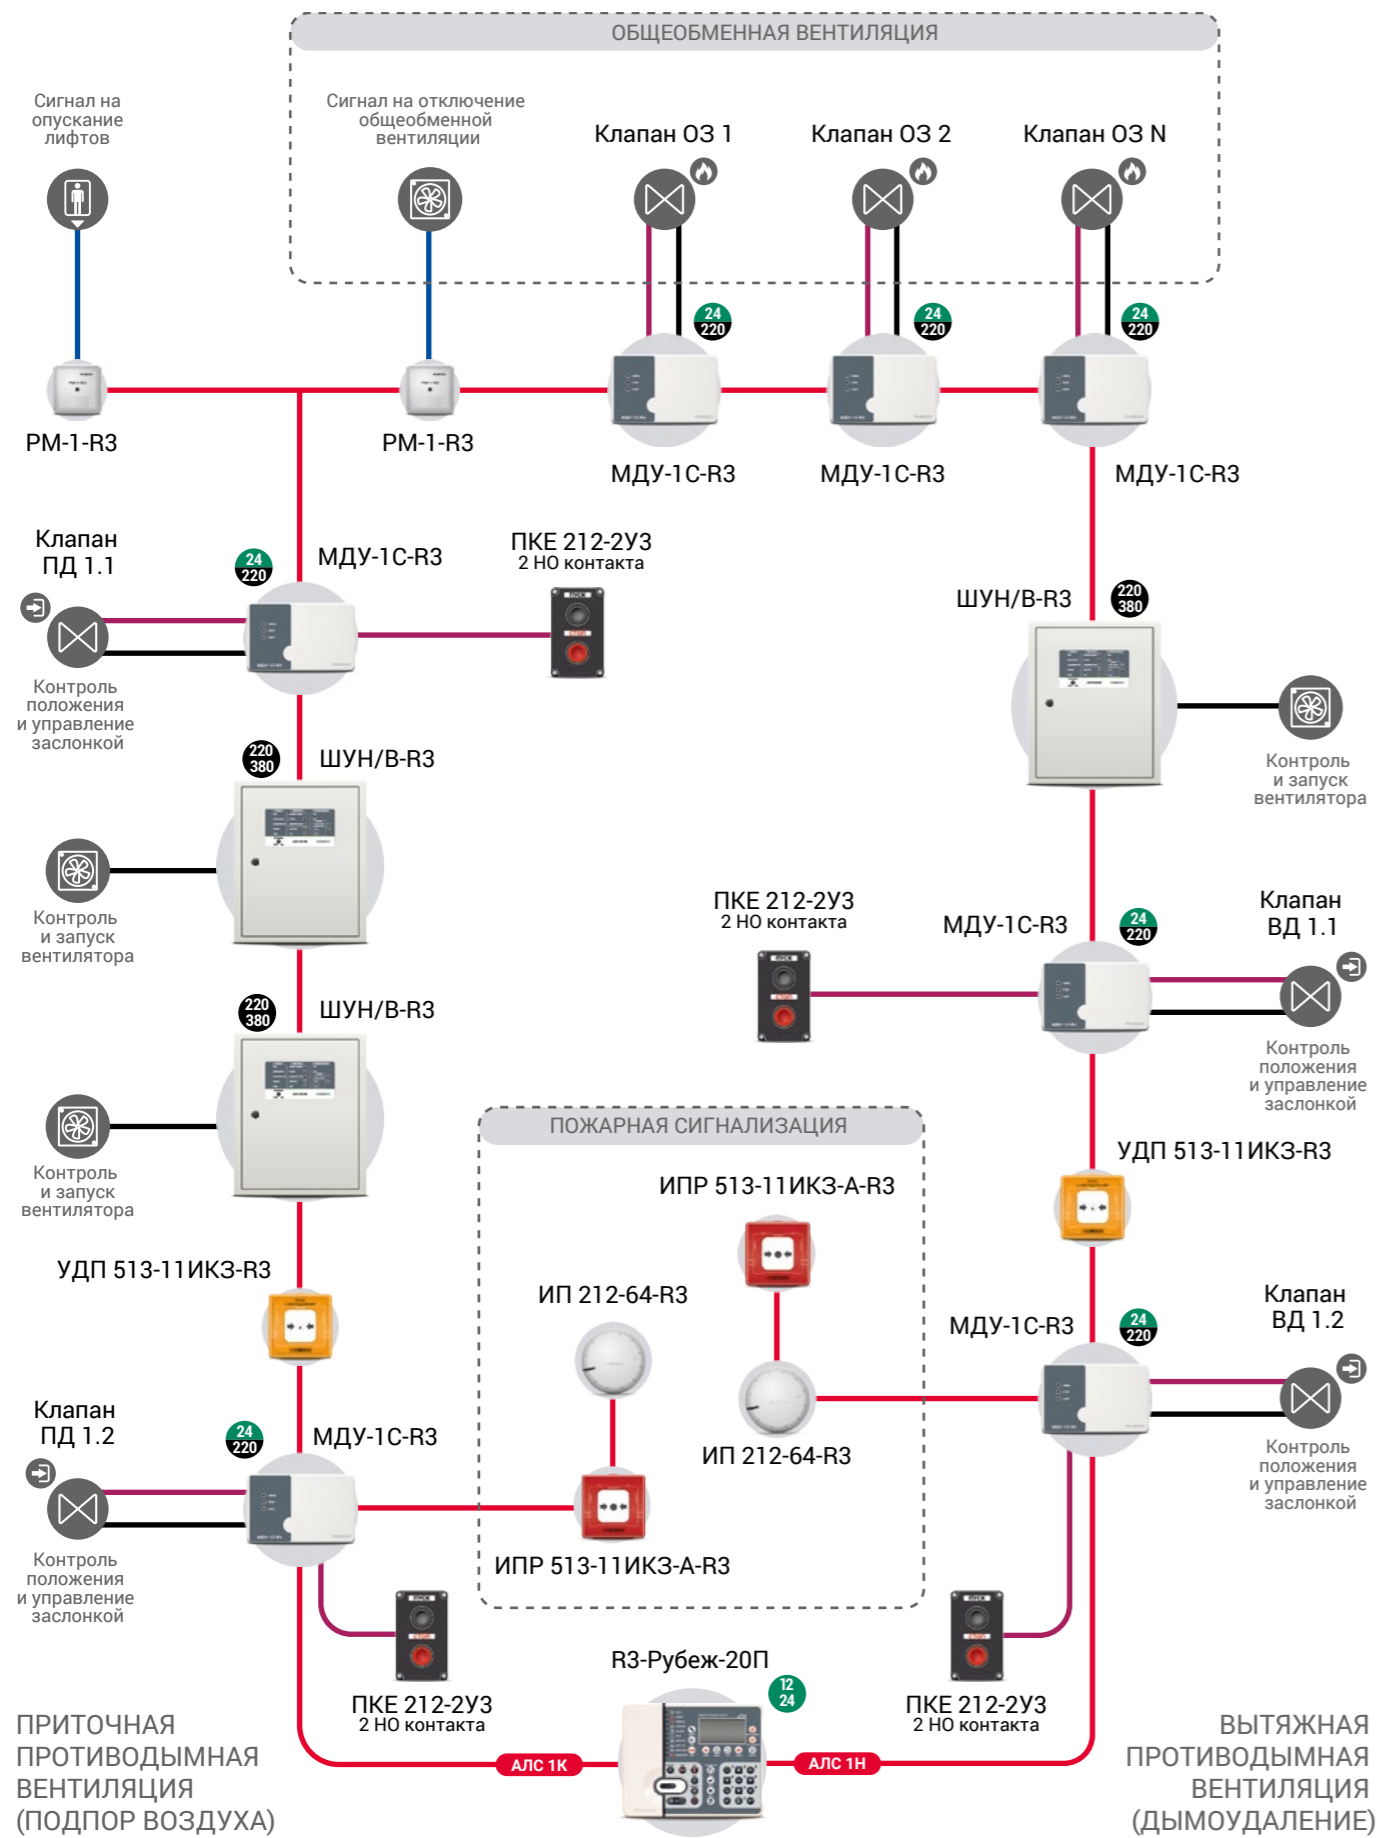 ОБЩЕОБМЕННАЯ ВЕНТИЛЯЦИЯ
Сигнал на
опускание
лифтов
Сигнал на отключение
общеобменной
вентиляции
Клапан ОЗ 1
Клапан ОЗ 2
Клапан ОЗ N
24
220
24
220
24
220
РМ-1-R3
РМ-1-R3
МДУ-1С-R3
МДУ-1С-R3
МДУ-1С-R3
Клапан
ПД 1.1
24
220
МДУ-1С-R3
ПКЕ 212-2У3
2 НО контакта
ПУСК
СТОП
Контроль
положения
и управление
заслонкой
ШУН/В-R3
220
380
Контроль
и запуск
вентилятора
220
380
ШУН/В-R3
Контроль
и запуск
вентилятора
ПКЕ 212-2У3
2 НО контакта
ПУСК
СТОП
МДУ-1С-R3
24
220
Клапан
ВД 1.1
Контроль
положения
и управление
заслонкой
220
380
ШУН/В-R3
Контроль
и запуск
вентилятора
ПОЖАРНАЯ СИГНАЛИЗАЦИЯ
УДП 513-11ИКЗ-R3
ИПР 513-11ИКЗ-А-R3
УДП 513-11ИКЗ-R3
ИП 212-64-R3
МДУ-1С-R3
24
220
Клапан
ВД 1.2
Клапан
ПД 1.2
24
220
МДУ-1С-R3
ИП 212-64-R3
Контроль
положения
и управление
заслонкой
ИПР 513-11ИКЗ-А-R3
Контроль
положения
и управление
заслонкой
ПУСК
СТОП
ПКЕ 212-2У3
2 НО контакта
R3-Рубеж-20П
12
24
ПУСК
СТОП
ПКЕ 212-2У3
2 НО контакта
АЛС 1К
АЛС 1Н
ПРИТОЧНАЯ
ПРОТИВОДЫМНАЯ
ВЕНТИЛЯЦИЯ
(ПОДПОР ВОЗДУХА)
ВЫТЯЖНАЯ
ПРОТИВОДЫМНАЯ
ВЕНТИЛЯЦИЯ
(ДЫМОУДАЛЕНИЕ)